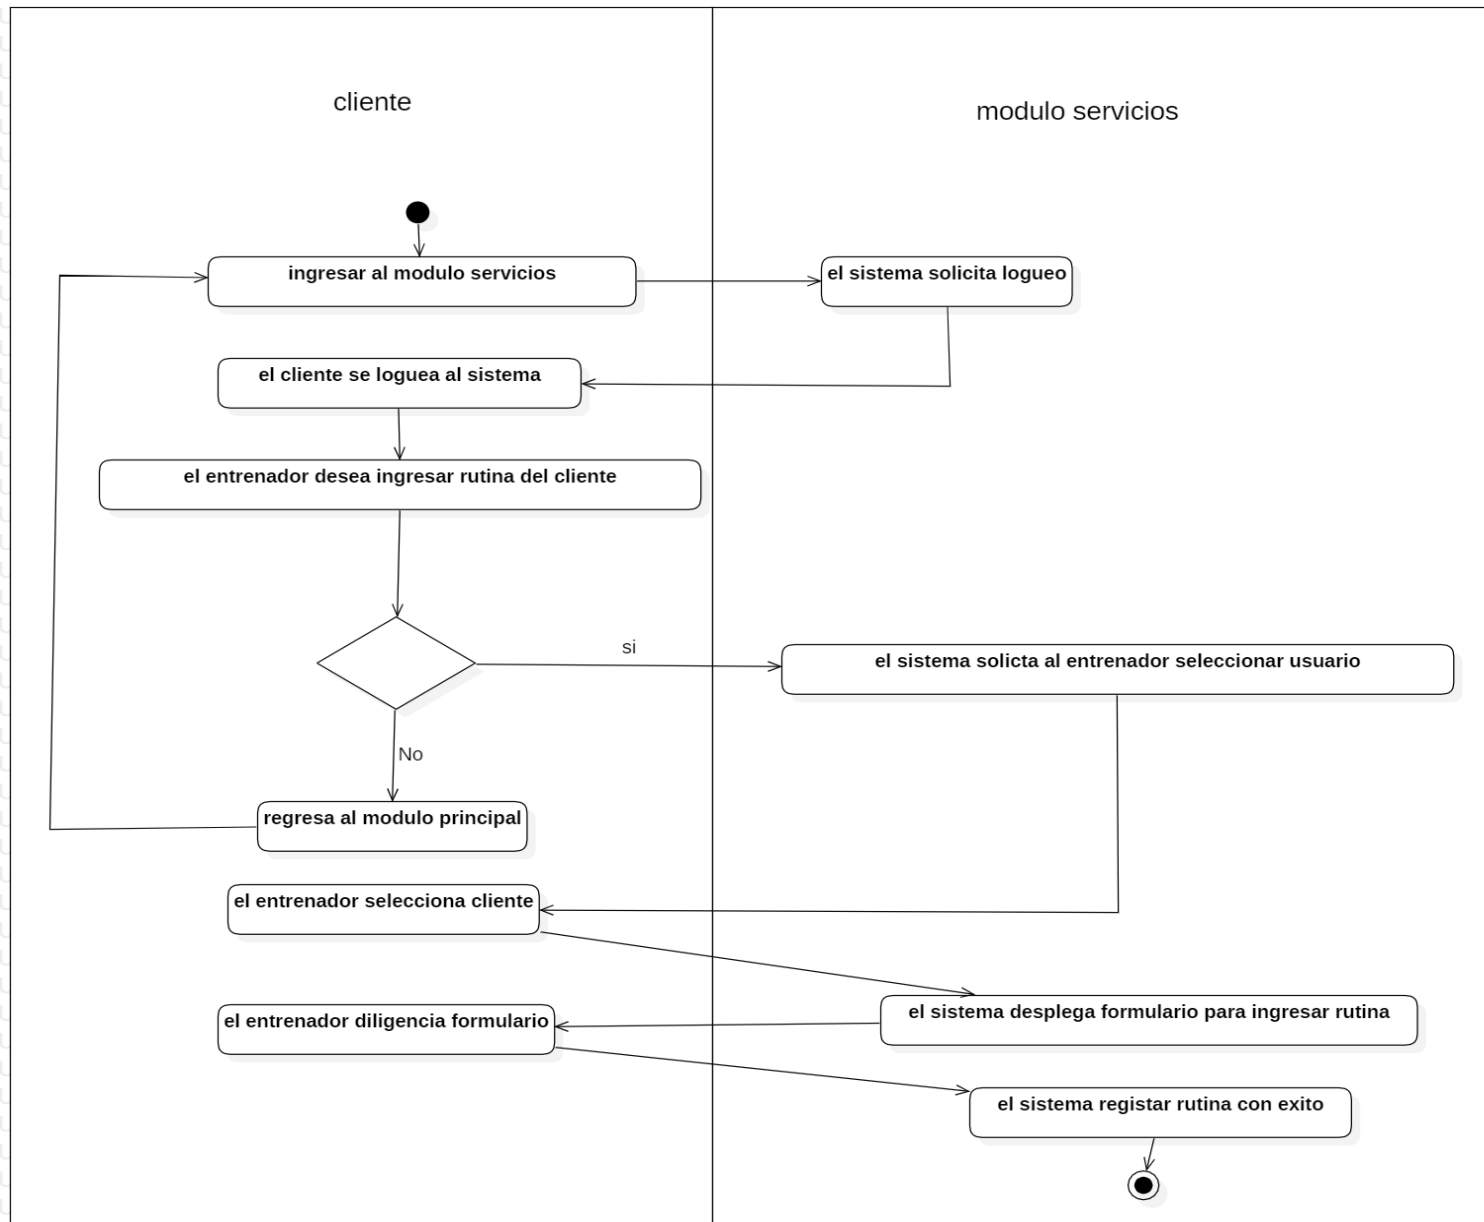 cliente
modulo servicios
ingresar al modulo servicios
el sistema solicita logueo
el cliente se loguea al sistema
el entrenador desea ingresar rutina del cliente
si
el sistema solicta al entrenador seleccionar usuario
No
regresa al modulo principal
el entrenador selecciona cliente
el sistema desplega formulario para ingresar rutina
el entrenador diligencia formulario
el sistema registar rutina con exito